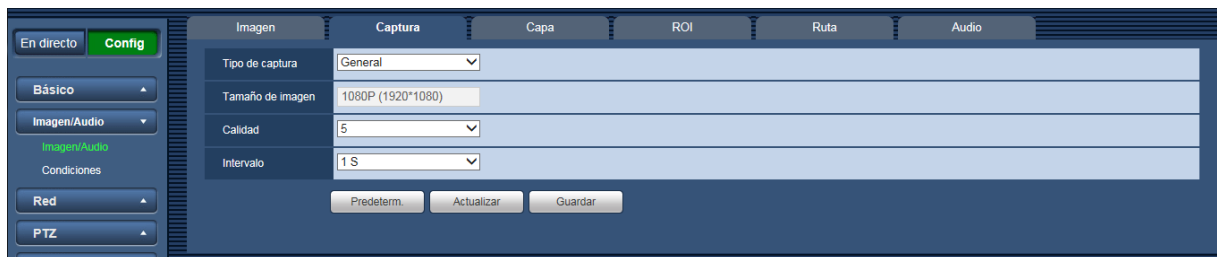 En directo Config
Básico
Imagen/Audio
Imagen/Audio
Condiciones
Red
PTZ
Imagen Captura Capa ROI Ruta Audio
Tipo de captura General
Tamaño de imagen 1080P (1920*1080)
Calidad 5
Intervalo 1 S
Predeterm. Actualizar Guardar